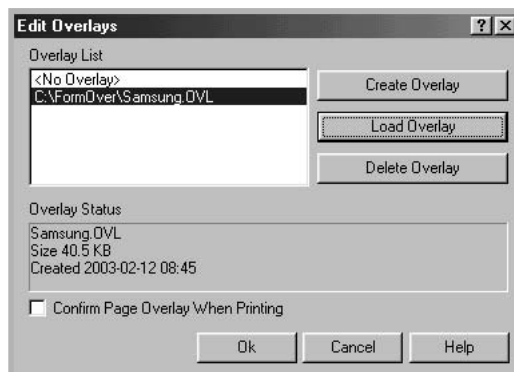 Edit Overlays
Overlay List
<No Overlay>
C:\FormOver\Samsung.OVL
Create Overlay
Load Overlay
Delete Overlay
Overlay Status
Samsung.OVL
Size 40.5 KB
Created 2003-02-12 08:45
Confirm Page Overlay When Printing
Ok Cancel Help